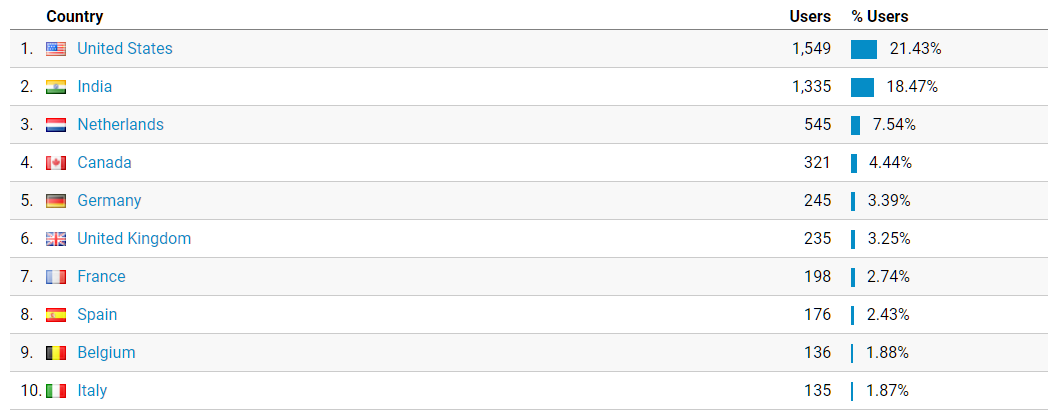 Country Users % Users
1. United States 1,549 21.43%
2. India 1,335 18.47%
3. Netherlands 545 7.54%
4. Canada 321 4.44%
5. Germany 245 3.39%
6. United Kingdom 235 3.25%
7. France 198 2.74%
8. Spain 176 2.43%
9. Belgium 136 1.88%
10. Italy 135 1.87%